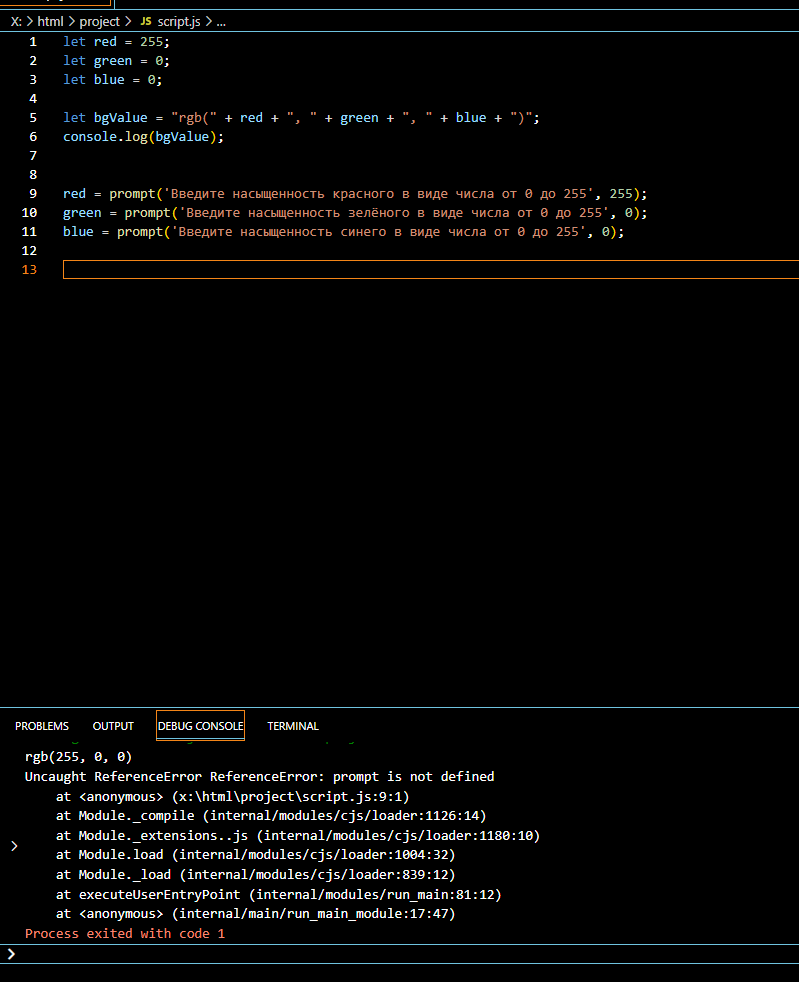 X: > html > project > JS script.js > ...
1 let red = 255;
2 let green = 0;
3 let blue = 0;
4
5 let bgValue = "rgb(" + red + ", " + green + ", " + blue + ")";
6 console.log(bgValue);
7
8
9 red = prompt('Введите насыщенность красного в виде числа от 0 до 255', 255);
10 green = prompt('Введите насыщенность зелёного в виде числа от 0 до 255', 0);
11 blue = prompt('Введите насыщенность синего в виде числа от 0 до 255', 0);
12
13
PROBLEMS OUTPUT DEBUG CONSOLE TERMINAL
rgb(255, 0, 0)
Uncaught ReferenceError ReferenceError: prompt is not defined
at <anonymous> (x:\html\project\script.js:9:1)
at Module._compile (internal/modules/cjs/loader:1126:14)
at Module._extensions..js (internal/modules/cjs/loader:1180:10)
at Module.load (internal/modules/cjs/loader:1004:32)
at Module._load (internal/modules/cjs/loader:839:12)
at executeUserEntryPoint (internal/modules/run_main:81:12)
at <anonymous> (internal/main/run_main_module:17:47)
Process exited with code 1